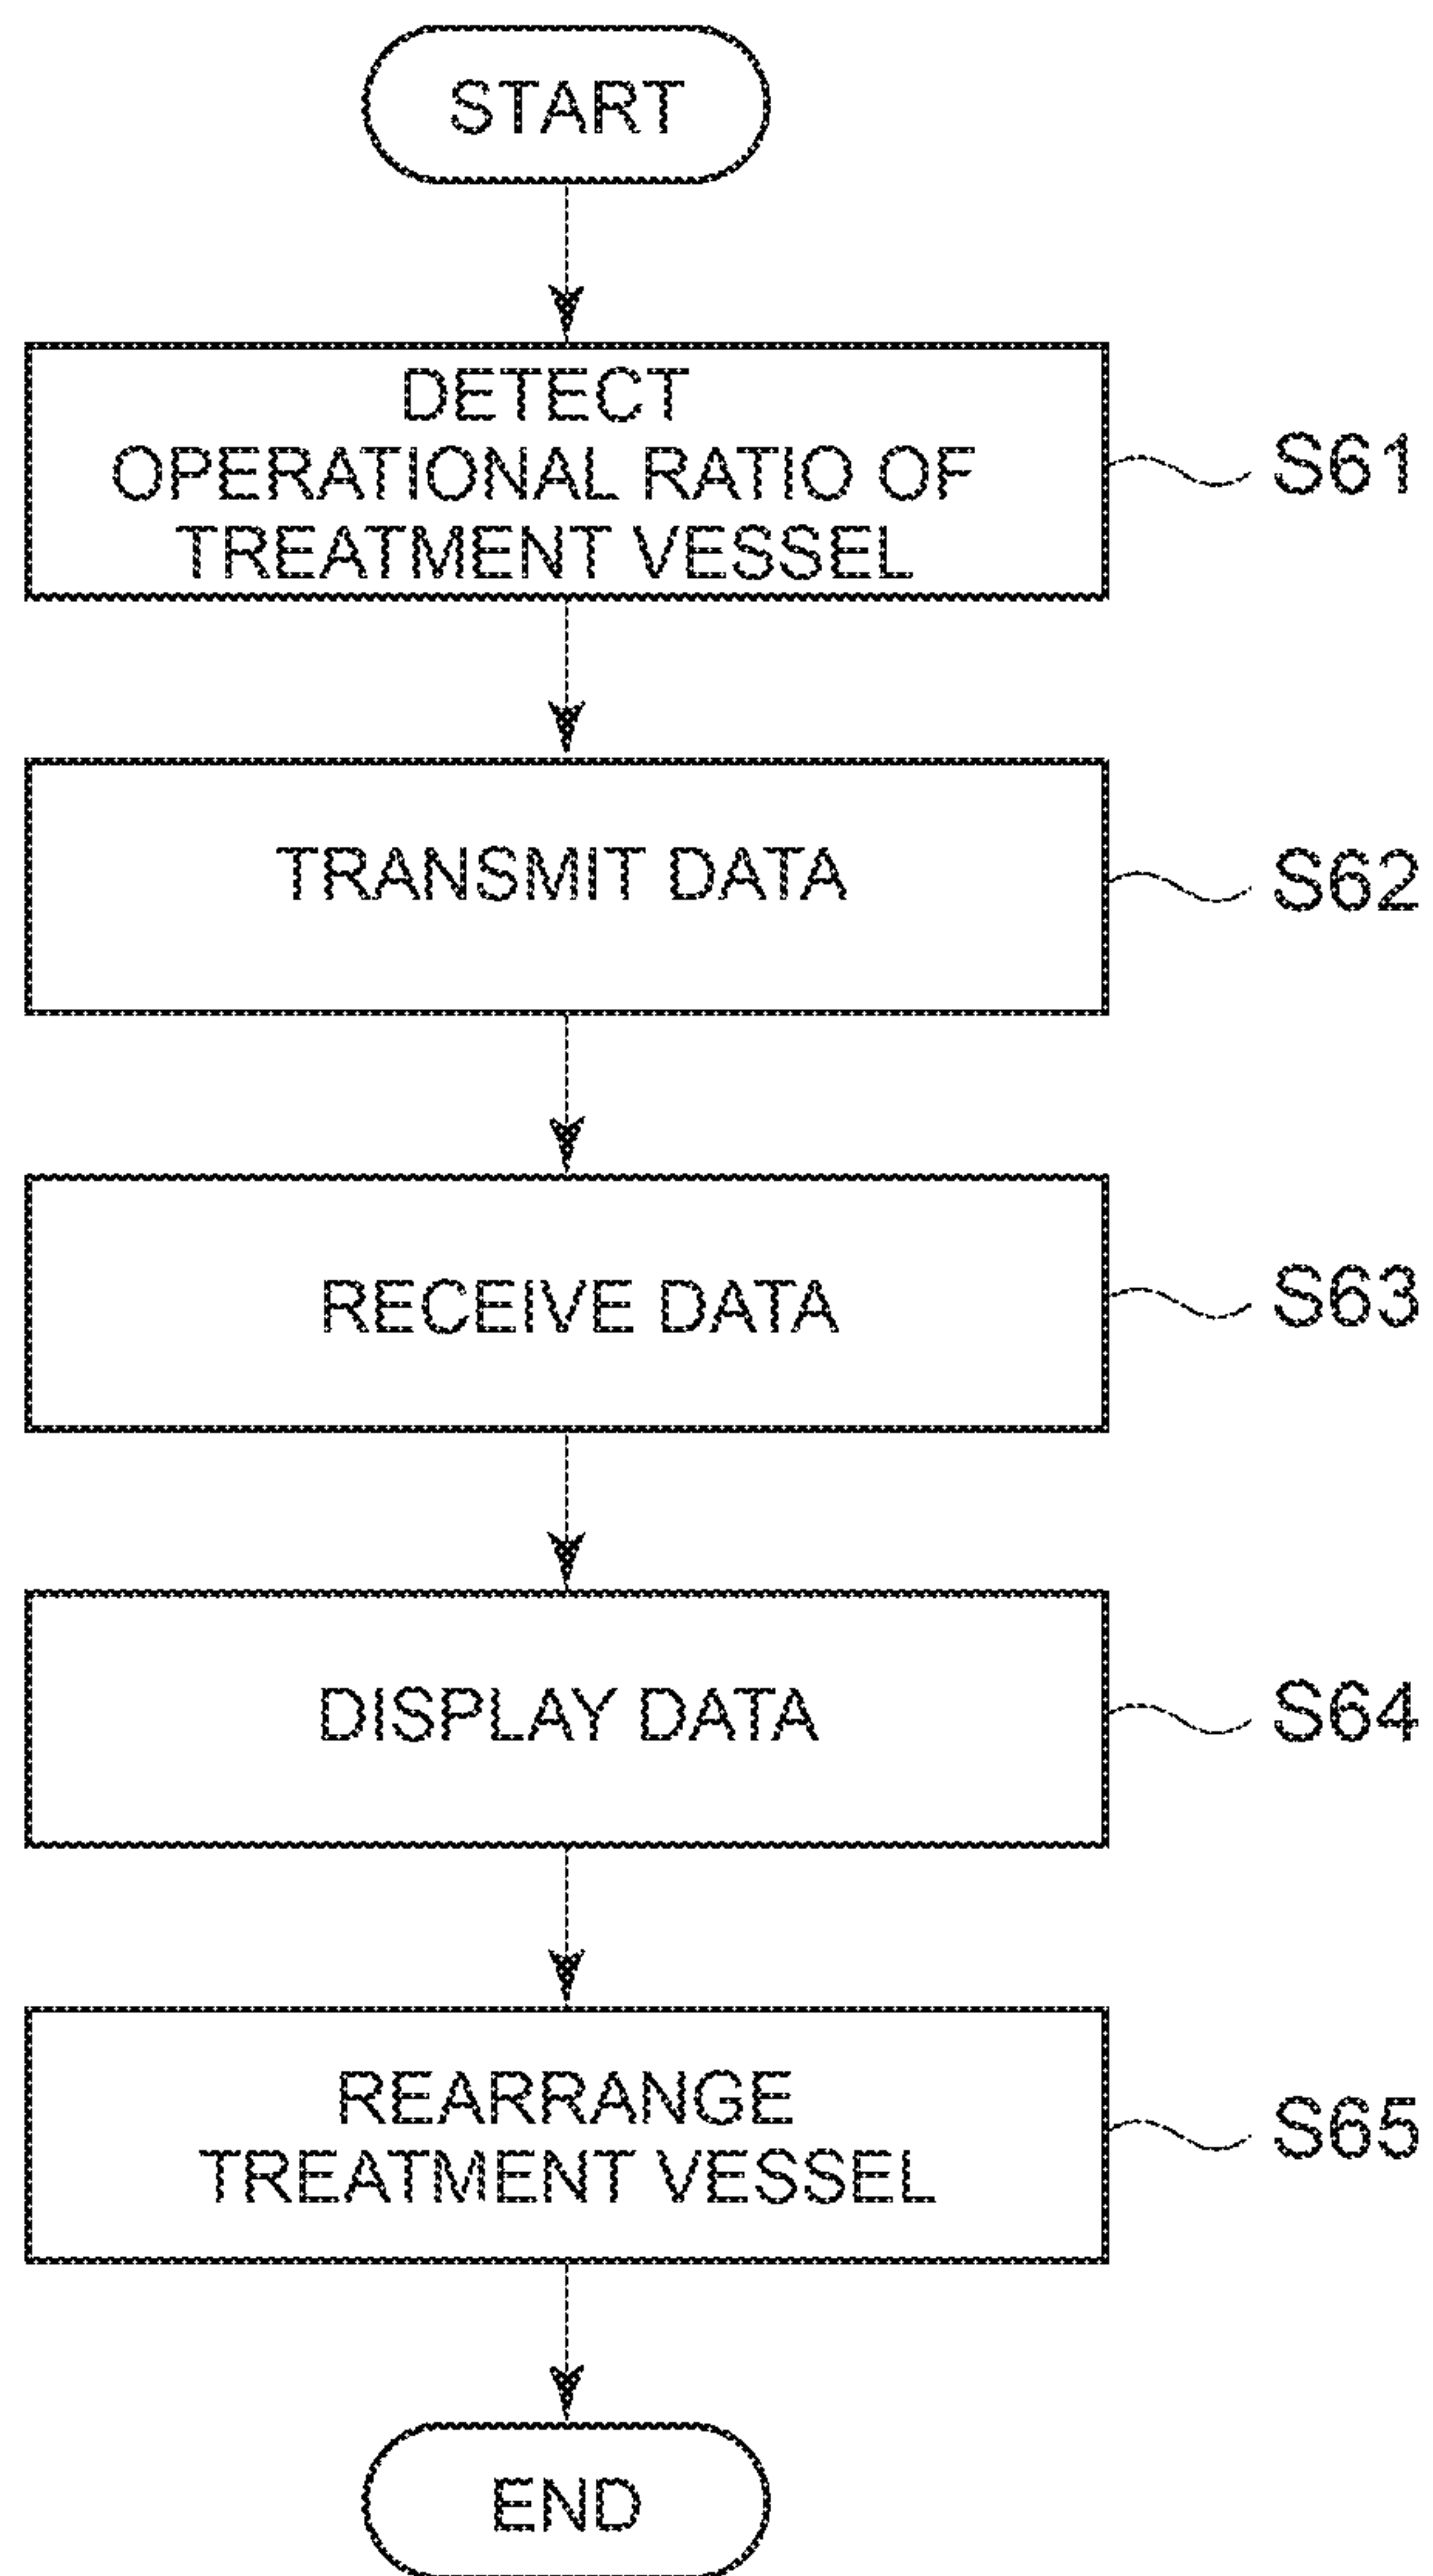 START
DETECT
OPERATIONAL RATIO OF
TREATMENT VESSEL
S61
TRANSMIT DATA
S62
RECEIVE DATA
S63
DISPLAY DATA
S64
REARRANGE
TREATMENT VESSEL
S65
END